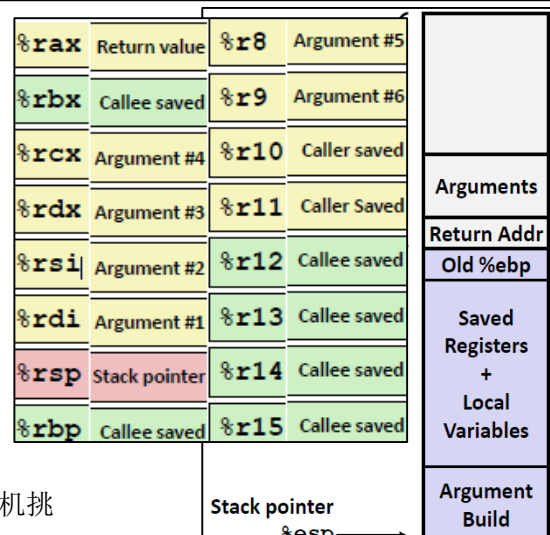 %rax Return value %r8 Argument #5
%rbx Callee saved %r9 Argument #6
%rcx Argument #4 %r10 Caller saved
%rdx Argument #3 %r11 Caller Saved
%rsi Argument #2 %r12 Callee saved
%rdi Argument #1 %r13 Callee saved
%rsp Stack pointer %r14 Callee saved
%rbp Callee saved %r15 Callee saved
Arguments
Return Addr
Old %ebp
Saved
Registers
+
Local
Variables
Argument
Build
机挑
Stack pointer
%esp